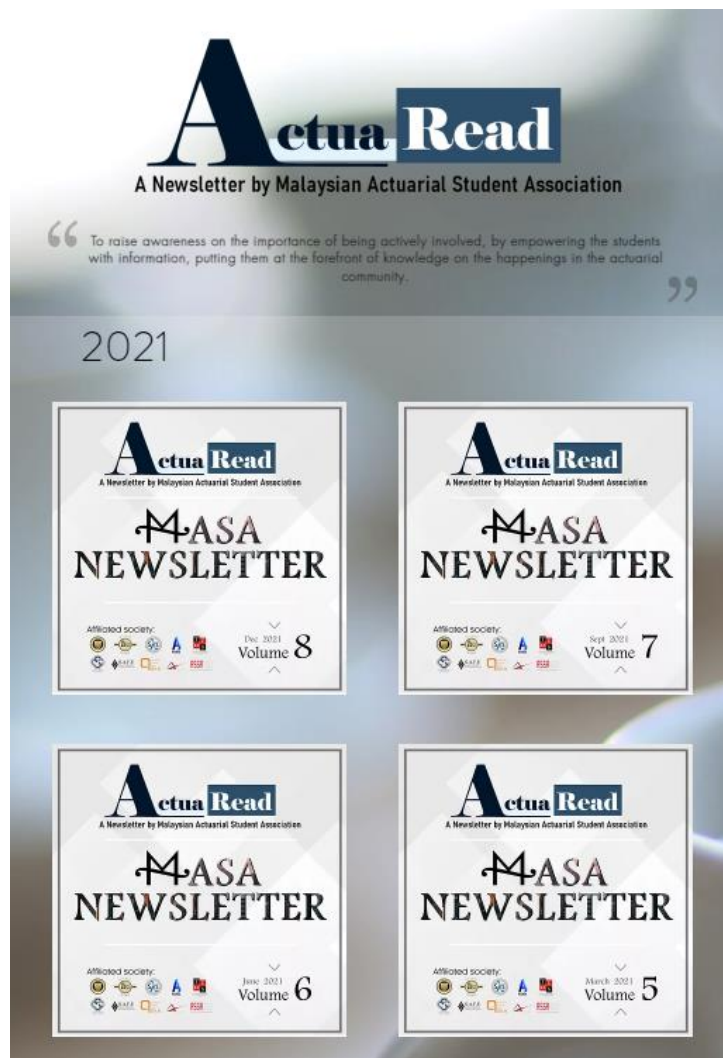 ActuaRead
A Newsletter by Malaysian Actuarial Student Association
“ To raise awareness on the importance of being actively involved, by empowering the students
with information, putting them at the forefront of knowledge on the happenings in the actuarial
community. ”
2021
ActuaRead
A Newsletter by Malaysian Actuarial Student Association
MASA
NEWSLETTER
Affiliated society:
Dec 2021
Volume 8
ActuaRead
A Newsletter by Malaysian Actuarial Student Association
MASA
NEWSLETTER
Affiliated society:
Sept 2021
Volume 7
ActuaRead
A Newsletter by Malaysian Actuarial Student Association
MASA
NEWSLETTER
Affiliated society:
June 2021
Volume 6
ActuaRead
A Newsletter by Malaysian Actuarial Student Association
MASA
NEWSLETTER
Affiliated society:
March 2021
Volume 5